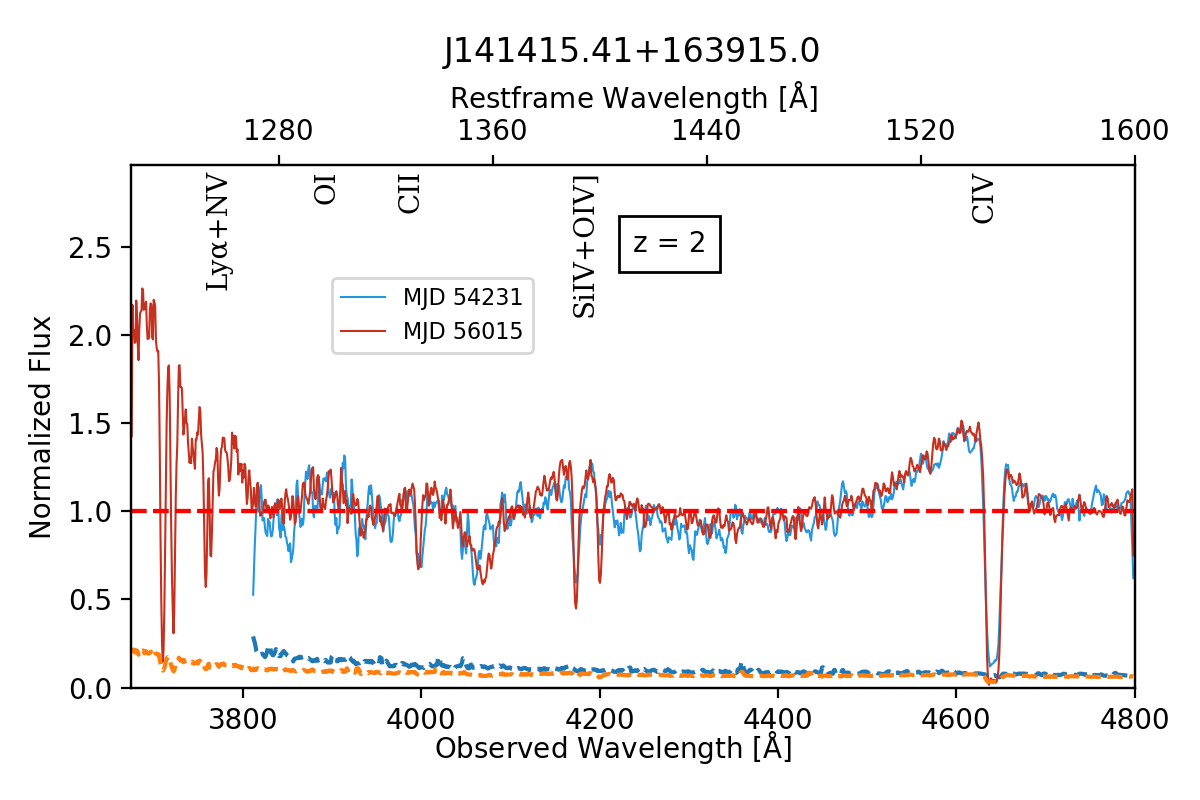 J141415.41+163915.0
Restframe Wavelength [Å]
1280 1360 1440 1520 1600
Lyα+NV
OI
CII
SiIV+OIV]
CIV
z = 2
MJD 54231
MJD 56015
Normalized Flux
2.5
2.0
1.5
1.0
0.5
0.0
3800 4000 4200 4400 4600 4800
Observed Wavelength [Å]